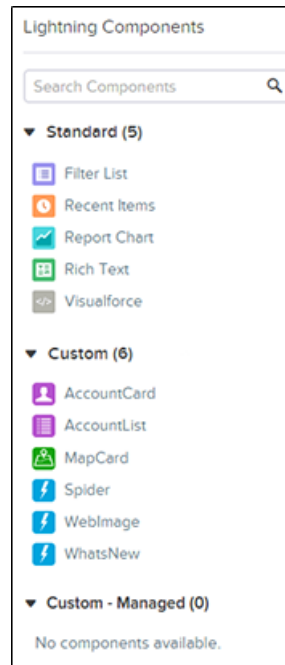 Lightning Components
Search Components
Standard (5)
Filter List
Recent Items
Report Chart
Rich Text
Visualforce
Custom (6)
AccountCard
AccountList
MapCard
Spider
WebImage
WhatsNew
Custom - Managed (0)
No components available.